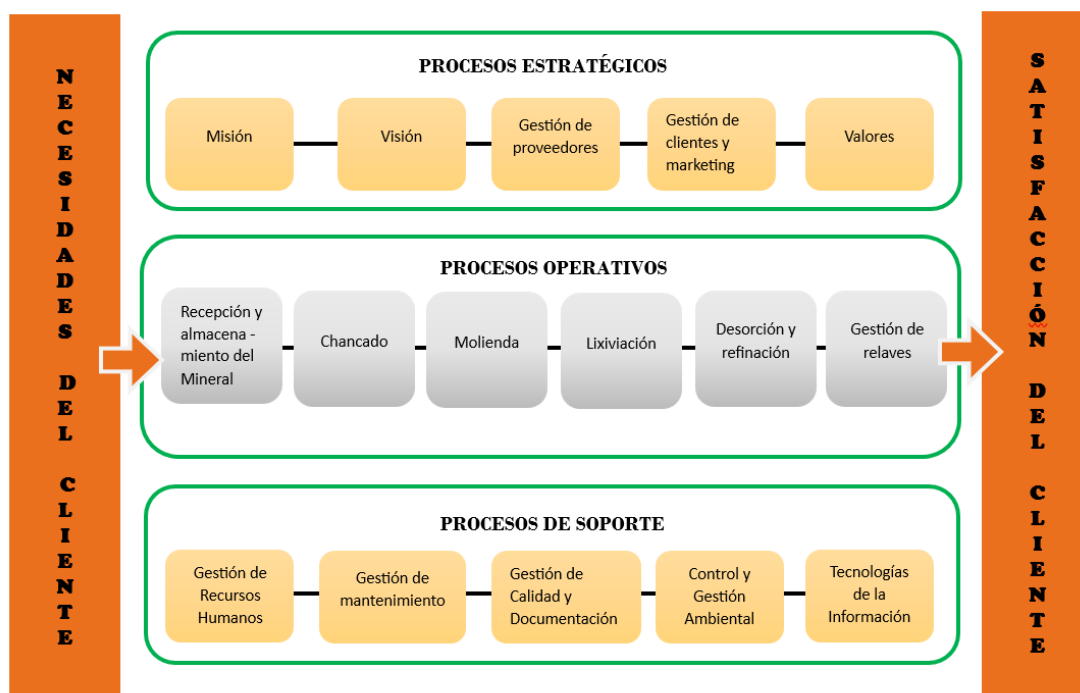 NECESIDADES DEL CLIENTE
PROCESOS ESTRATÉGICOS
Misión
Visión
Gestión de
proveedores
Gestión de
clientes y
marketing
Valores
PROCESOS OPERATIVOS
Recepción y
almacena -
miento del
Mineral
Chancado
Molienda
Lixiviación
Desorción y
refinación
Gestión de
relaves
PROCESOS DE SOPORTE
Gestión de
Recursos
Humanos
Gestión de
mantenimiento
Gestión de
Calidad y
Documentación
Control y
Gestión
Ambiental
Tecnologías
de la
Información
SATISFACCIÓN DEL CLIENTE